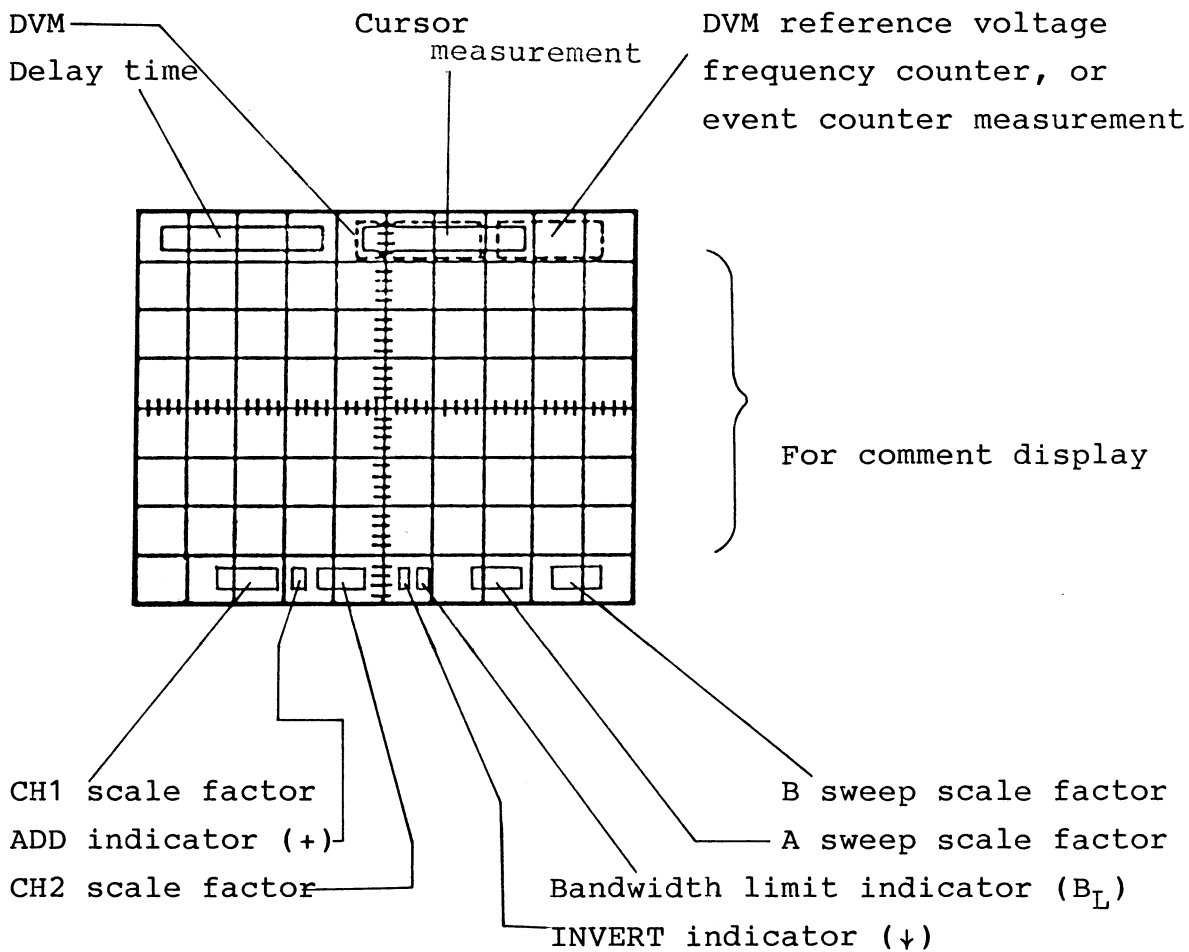 DVM
Delay time
Cursor
measurement
DVM reference voltage
frequency counter, or
event counter measurement
For comment display
CH1 scale factor
ADD indicator (+)
CH2 scale factor
B sweep scale factor
A sweep scale factor
Bandwidth limit indicator (BL)
INVERT indicator (↓)